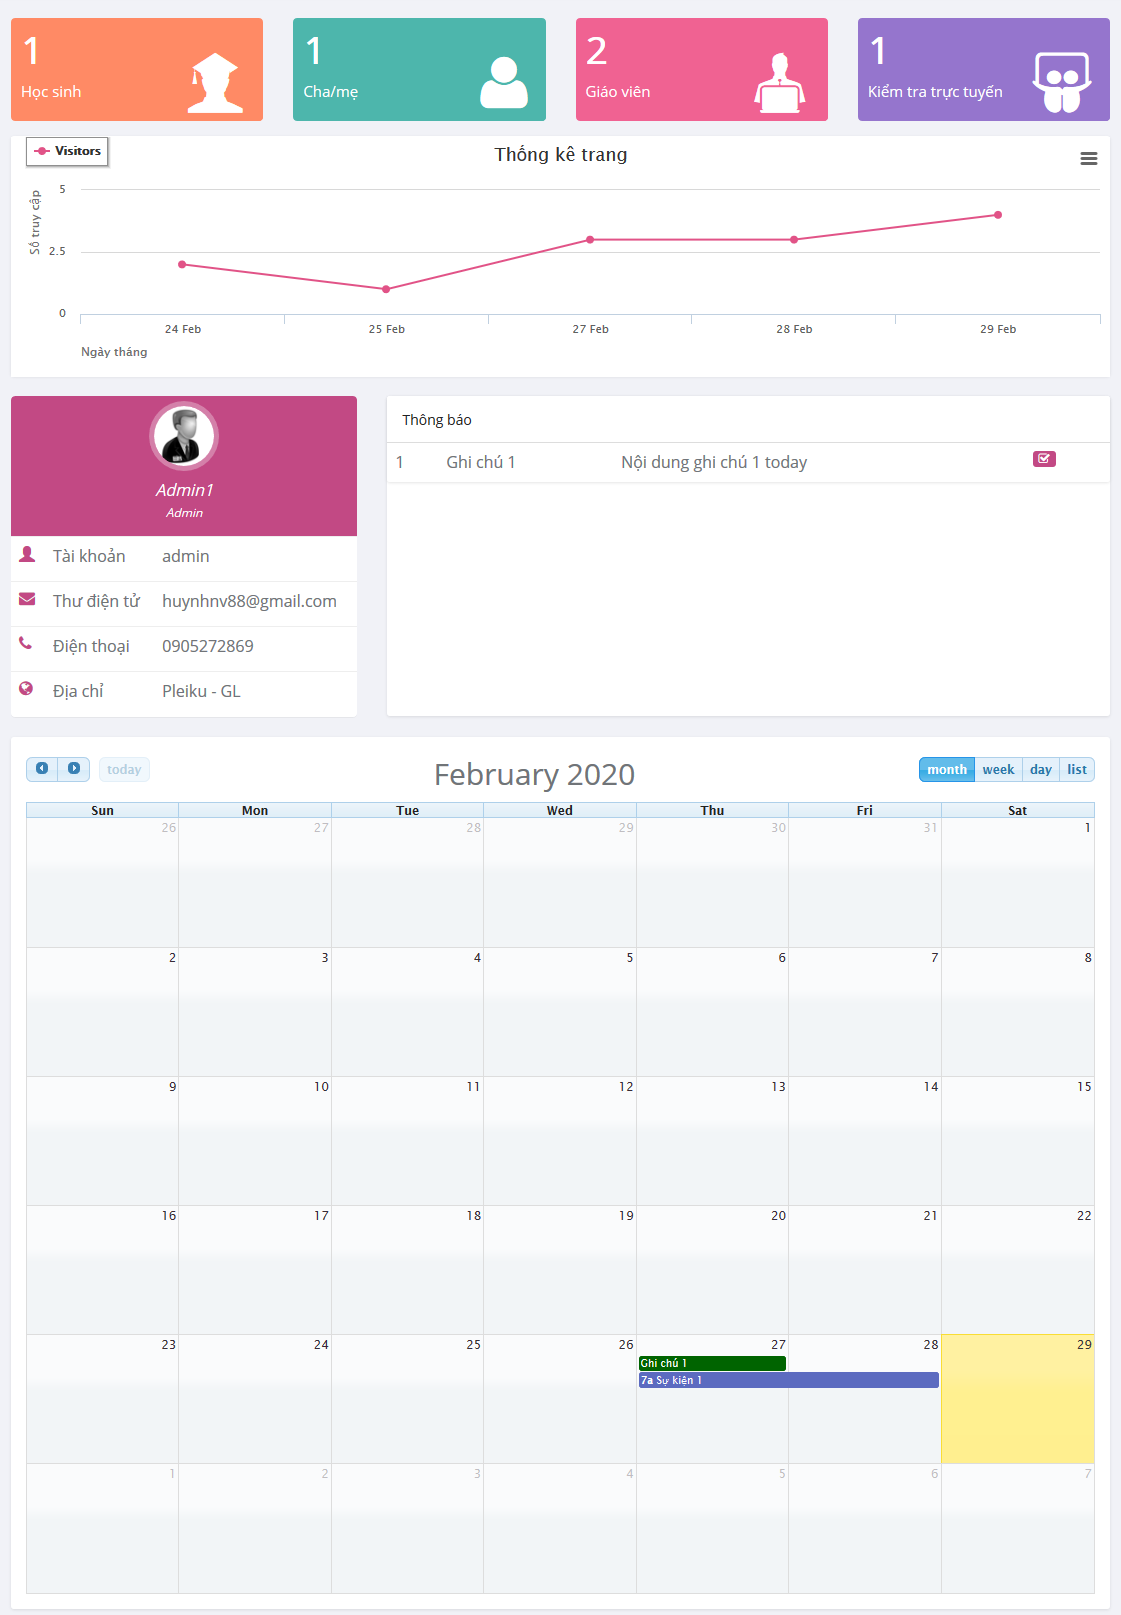 1
Học sinh
1
Cha/mẹ
2
Giáo viên
1
Kiểm tra trực tuyến
Visitors
Thống kê trang
Số truy cập
5
2.5
0
24 Feb
25 Feb
27 Feb
28 Feb
29 Feb
Ngày tháng
Admin1
Admin
Tài khoản admin
Thư điện tử huynhnv88@gmail.com
Điện thoại 0905272869
Địa chỉ Pleiku - GL
Thông báo
1 Ghi chú 1 Nội dung ghi chú 1 today
today
February 2020
month week day list
Sun Mon Tue Wed Thu Fri Sat
26 27 28 29 30 31 1
2 3 4 5 6 7 8
9 10 11 12 13 14 15
16 17 18 19 20 21 22
23 24 25 26 27 28 29
Ghi chú 1
7a Sự kiện 1
1 2 3 4 5 6 7